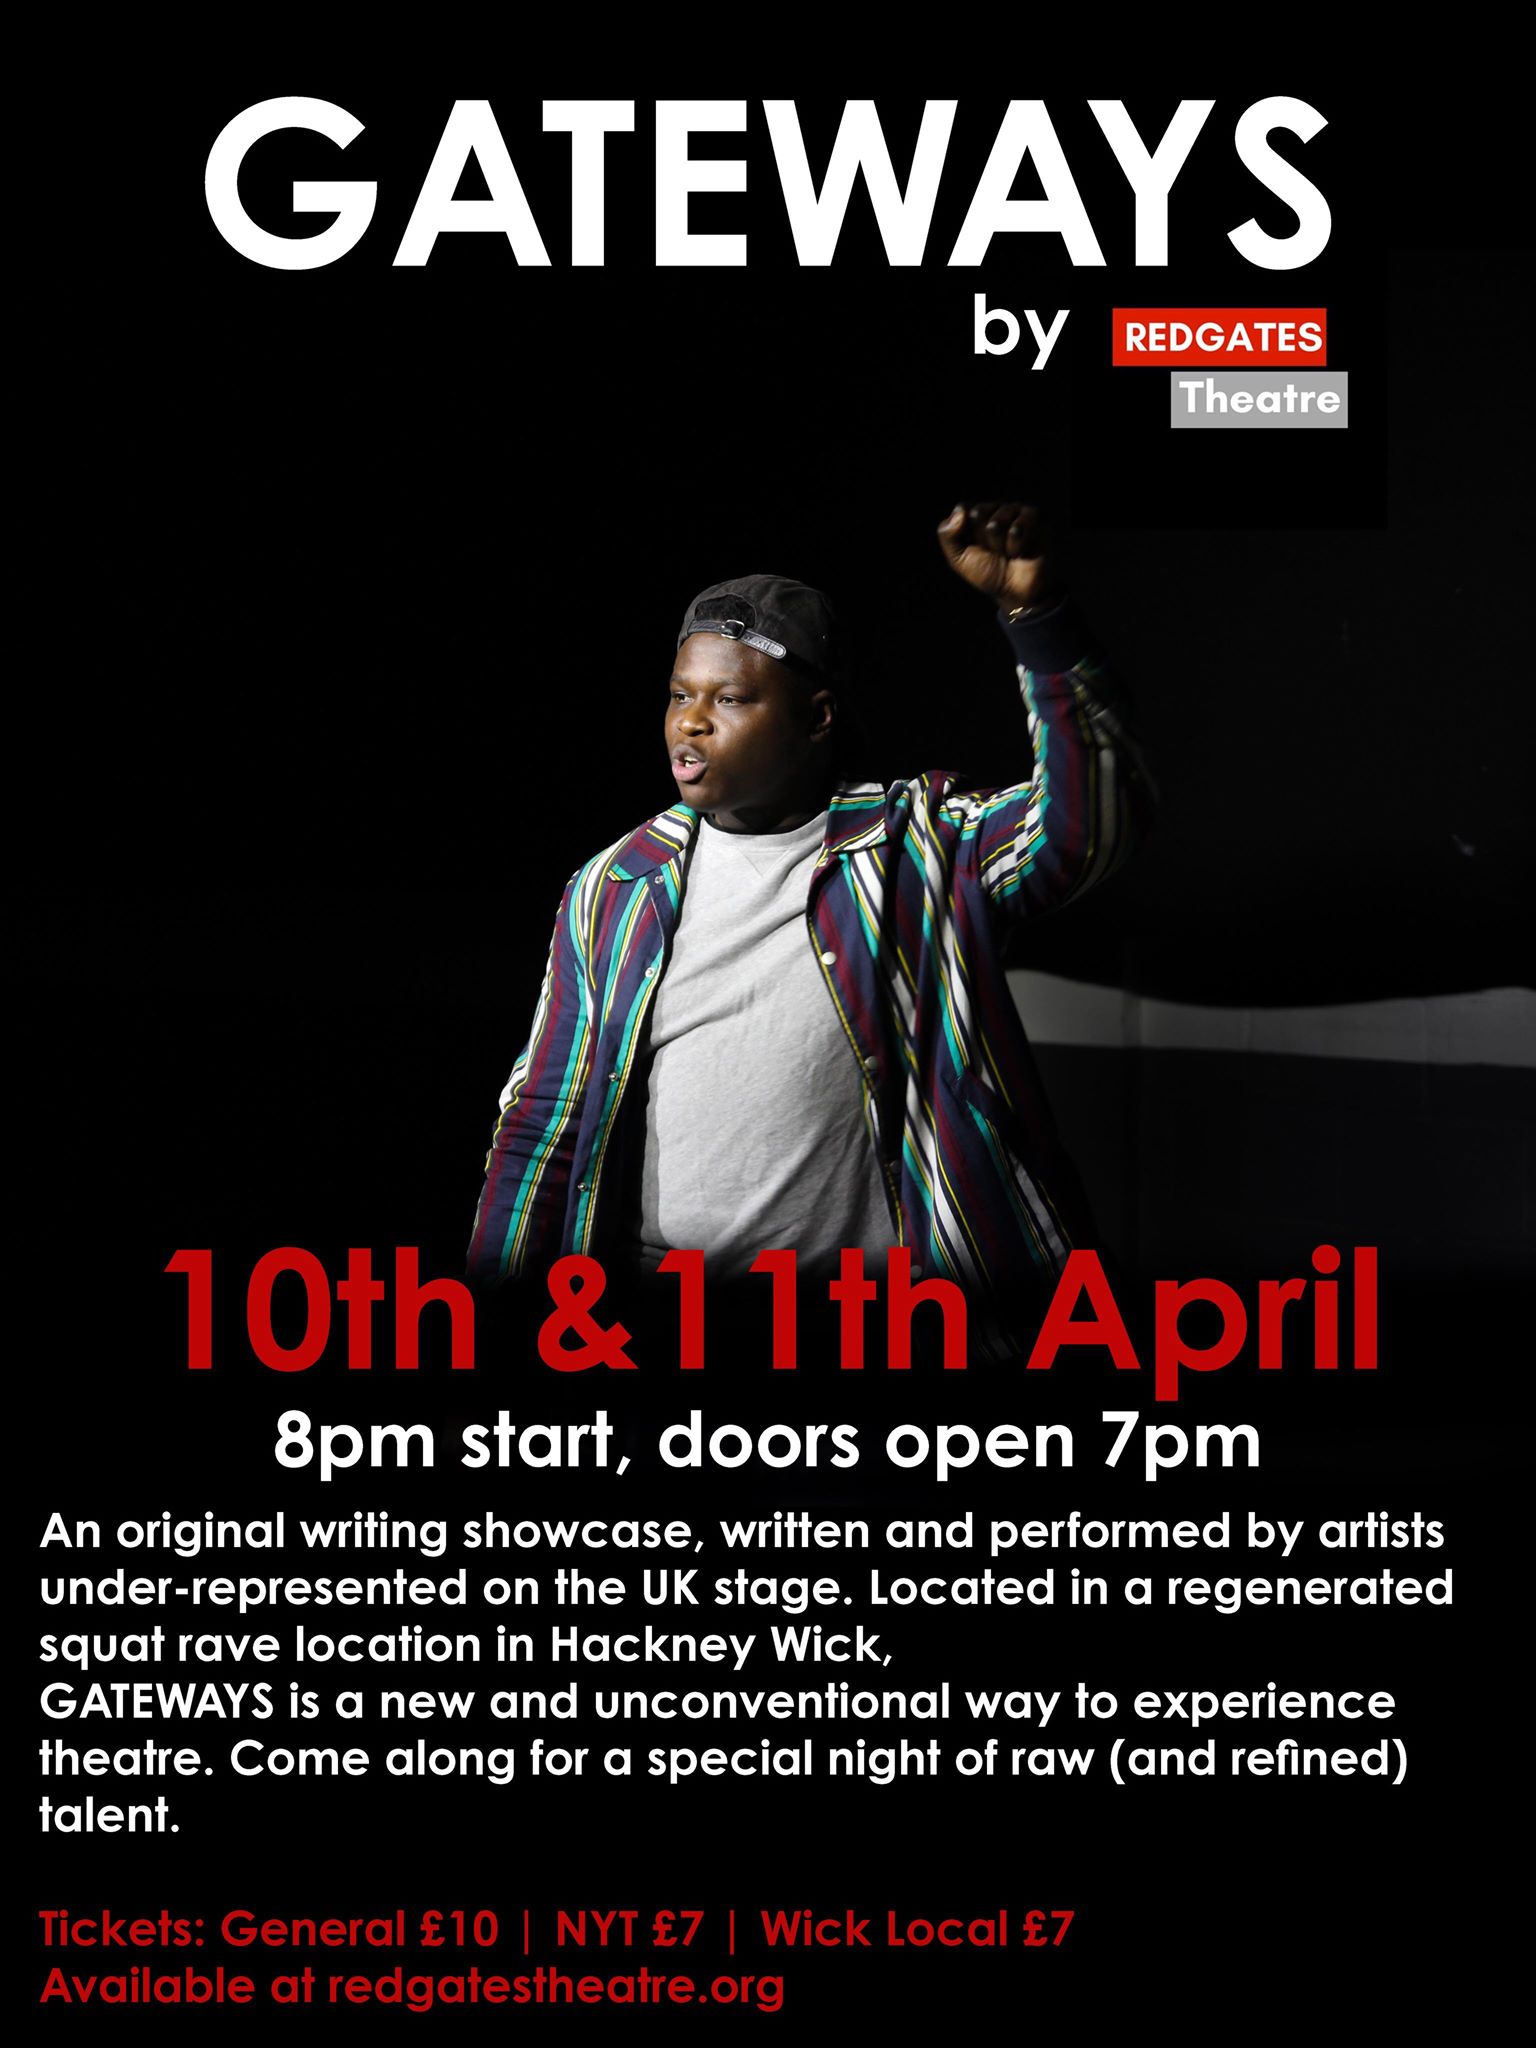 GATEWAYS
by REDGATES
Theatre
10th &11th April
8pm start, doors open 7pm
An original writing showcase, written and performed by artists
under-represented on the UK stage. Located in a regenerated
squat rave location in Hackney Wick,
GATEWAYS is a new and unconventional way to experience
theatre. Come along for a special night of raw (and refined)
talent.
Tickets: General £10 | NYT £7 | Wick Local £7
Available at redgatestheatre.org